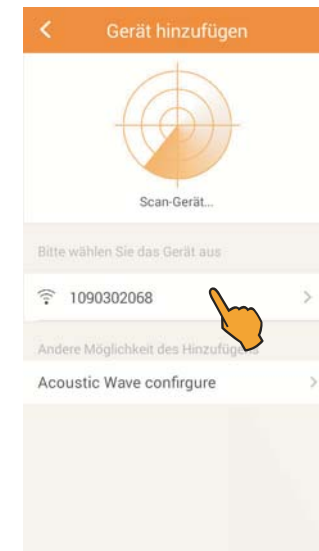 Gerät hinzufügen
Scan-Gerät...
Bitte wählen Sie das Gerät aus
1090302068
Andere Möglichkeit des Hinzufügens
Acoustic Wave confirgure